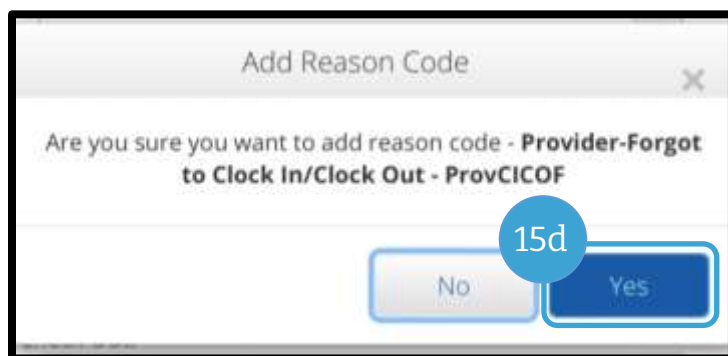 Add Reason Code
×
Are you sure you want to add reason code - Provider-Forgot
to Clock In/Clock Out - ProvCICOF
15d
No
Yes